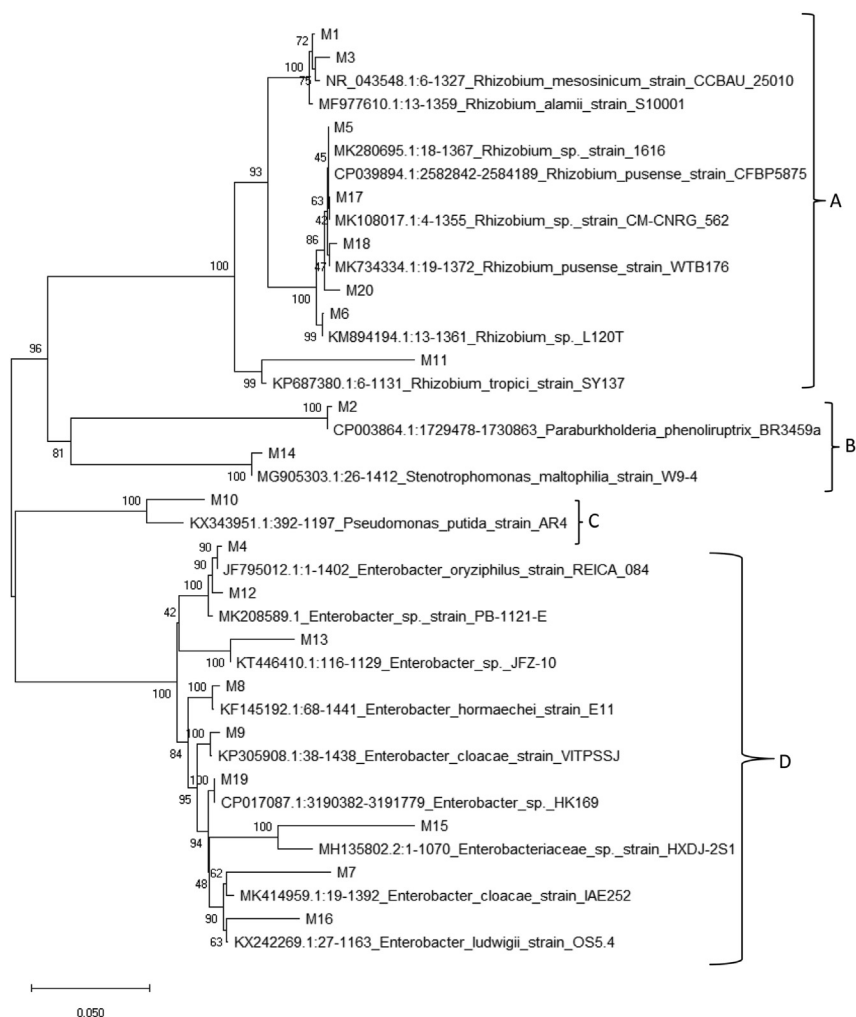 72
M1
M3
100
75
NR_043548.1:6-1327_Rhizobium_mesosinicum_strain_CCBAU_25010
MF977610.1:13-1359_Rhizobium_alamii_strain_S10001
M5
45
MK280695.1:18-1367_Rhizobium_sp._strain_1616
93
CP039894.1:2582842-2584189_Rhizobium_pusense_strain_CFBP5875
63
M17
A
42
MK108017.1:4-1355_Rhizobium_sp._strain_CM-CNRG_562
86
M18
100
47
MK734334.1:19-1372_Rhizobium_pusense_strain_WTB176
100
M20
M6
99
KM894194.1:13-1361_Rhizobium_sp._L120T
96
M11
99
KP687380.1:6-1131_Rhizobium_tropici_strain_SY137
100
M2
CP003864.1:1729478-1730863_Paraburkholderia_phenoliruptrix_BR3459a
B
81
M14
100
MG905303.1:26-1412_Stenotrophomonas_maltophilia_strain_W9-4
100
M10
KX343951.1:392-1197_Pseudomonas_putida_strain_AR4
C
90
M4
90
JF795012.1:1-1402_Enterobacter_oryziphilus_strain_REICA_084
100
M12
42
MK208589.1_Enterobacter_sp._strain_PB-1121-E
M13
100
KT446410.1:116-1129_Enterobacter_sp._JFZ-10
100
100
M8
KF145192.1:68-1441_Enterobacter_hormaechei_strain_E11
100
M9
84
KP305908.1:38-1438_Enterobacter_cloacae_strain_VITPSSJ
D
100
M19
95
CP017087.1:3190382-3191779_Enterobacter_sp._HK169
100
M15
94
MH135802.2:1-1070_Enterobacteriaceae_sp._strain_HXDJ-2S1
62
M7
48
MK414959.1:19-1392_Enterobacter_cloacae_strain_IAE252
90
M16
63
KX242269.1:27-1163_Enterobacter_ludwigii_strain_OS5.4
0.050